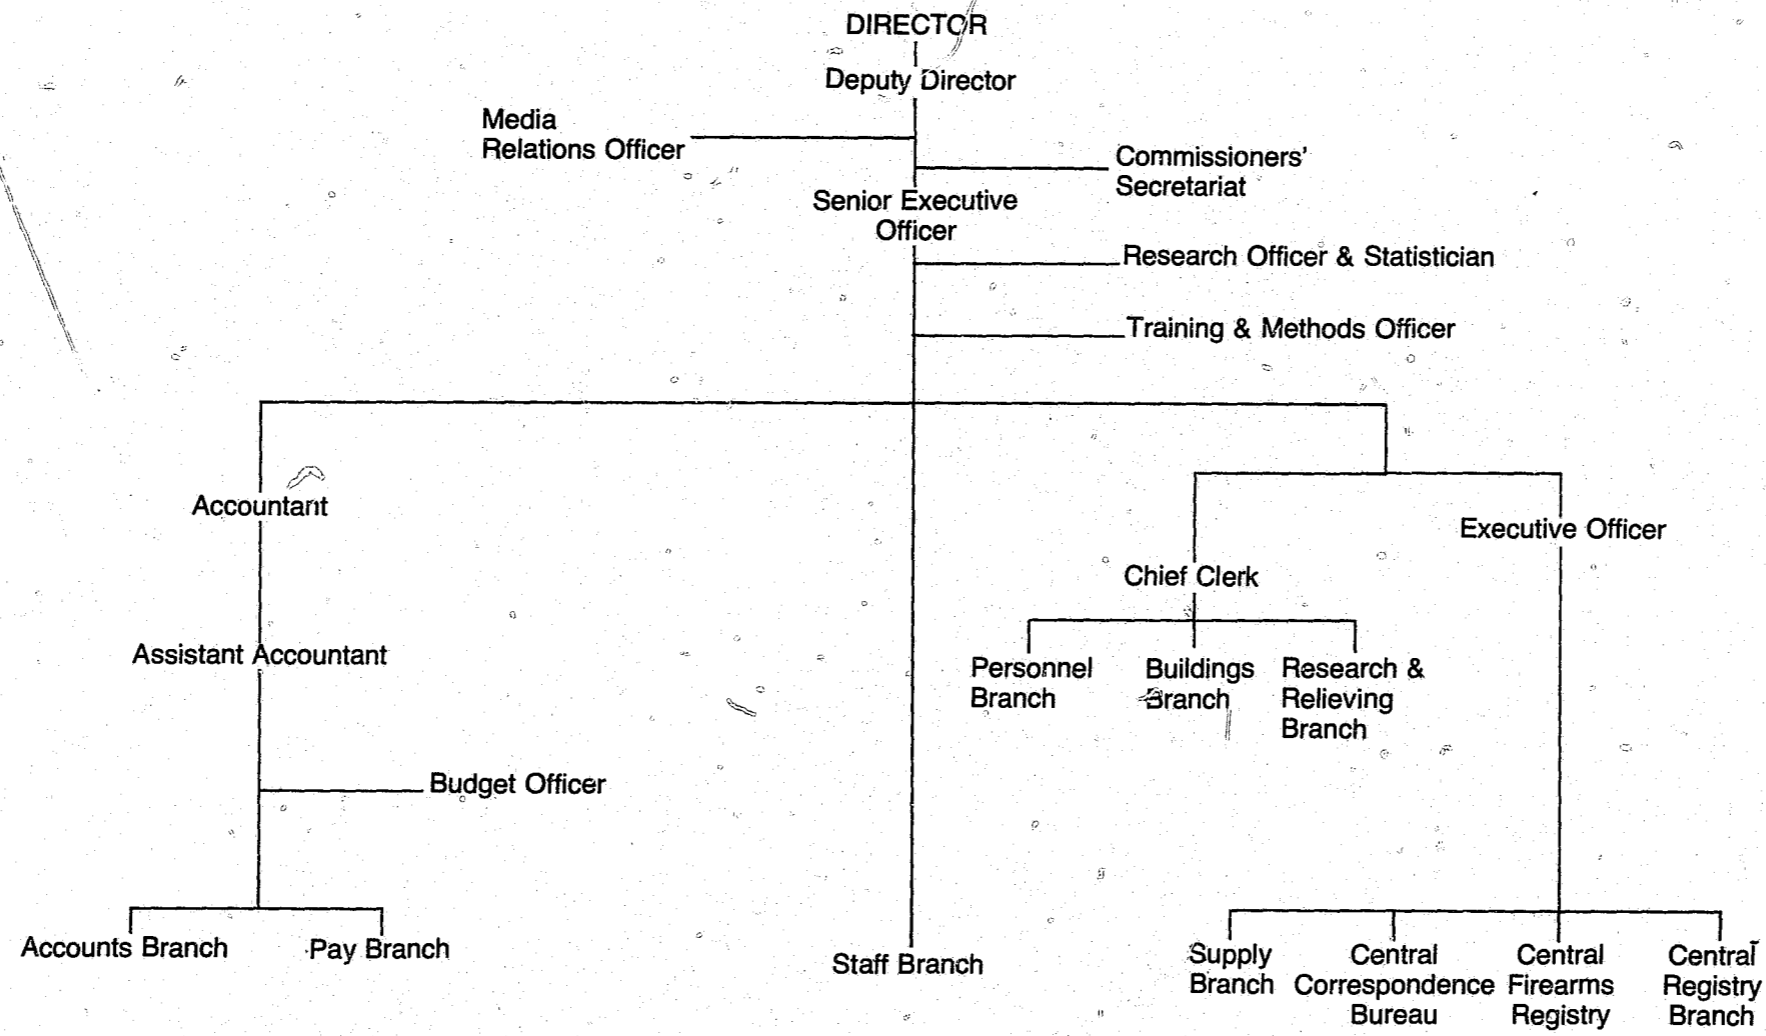 DIRECTOR
Deputy Director
Media
Relations Officer
Commissioners'
Secretariat
Senior Executive
Officer
Research Officer & Statistician
Training & Methods Officer
Accountant
Executive Officer
Chief Clerk
Assistant Accountant
Personnel
Branch
Buildings
Branch
Research &
Relieving
Branch
Budget Officer
Accounts Branch
Pay Branch
Staff Branch
Supply
Branch
Central
Correspondence
Bureau
Central
Firearms
Registry
Central
Registry
Branch